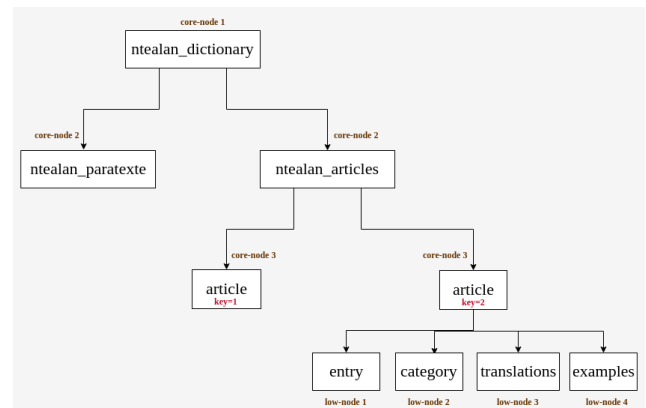 core-node 1
ntealan_dictionary
core-node 2
core-node 2
ntealan_paratexte
ntealan_articles
core-node 3
core-node 3
article
key=1
article
key=2
entry
category
translations
examples
low-node 1
low-node 2
low-node 3
low-node 4